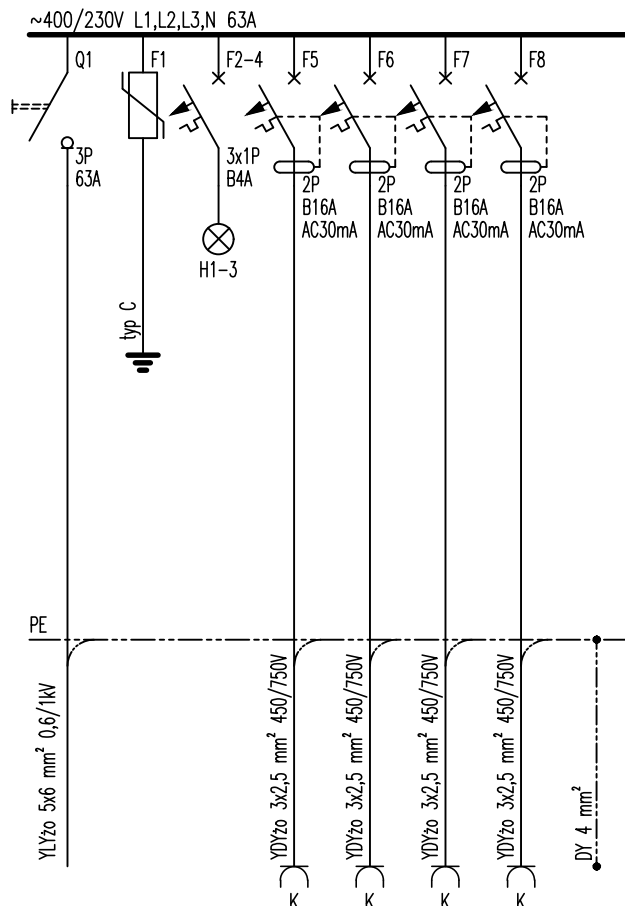 ~400/230V L1,L2,L3,N 63A
Q1
F1
F2-4
F5
F6
F7
F8
3P
63A
3x1P
B4A
H1-3
2P
B16A
AC30mA
2P
B16A
AC30mA
2P
B16A
AC30mA
2P
B16A
AC30mA
typ C
PE
YLYżo 5x6 mm² 0,6/1kV
YDYżo 3x2,5 mm² 450/750V
YDYżo 3x2,5 mm² 450/750V
YDYżo 3x2,5 mm² 450/750V
YDYżo 3x2,5 mm² 450/750V
DY 4 mm²
K
K
K
K